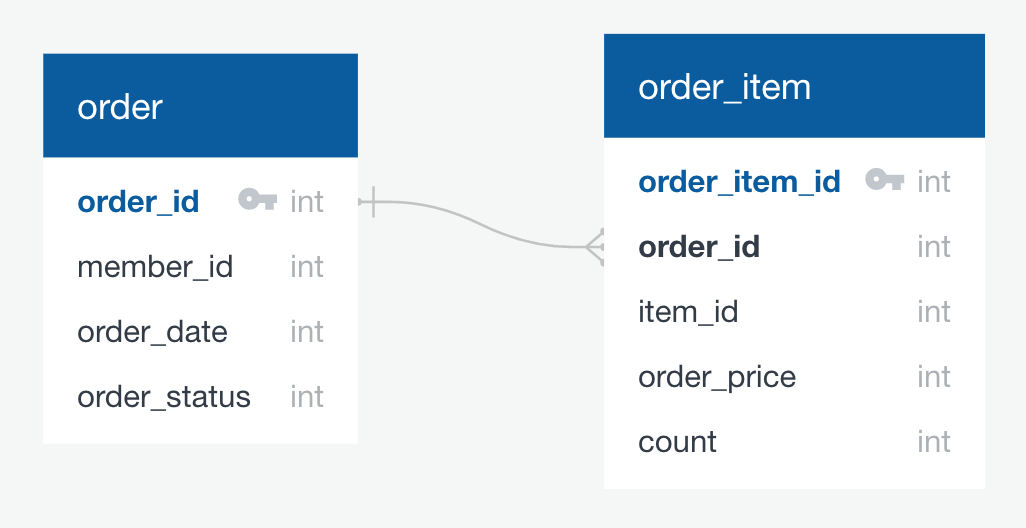 order
order_id int
member_id int
order_date int
order_status int
order_item
order_item_id int
order_id int
item_id int
order_price int
count int